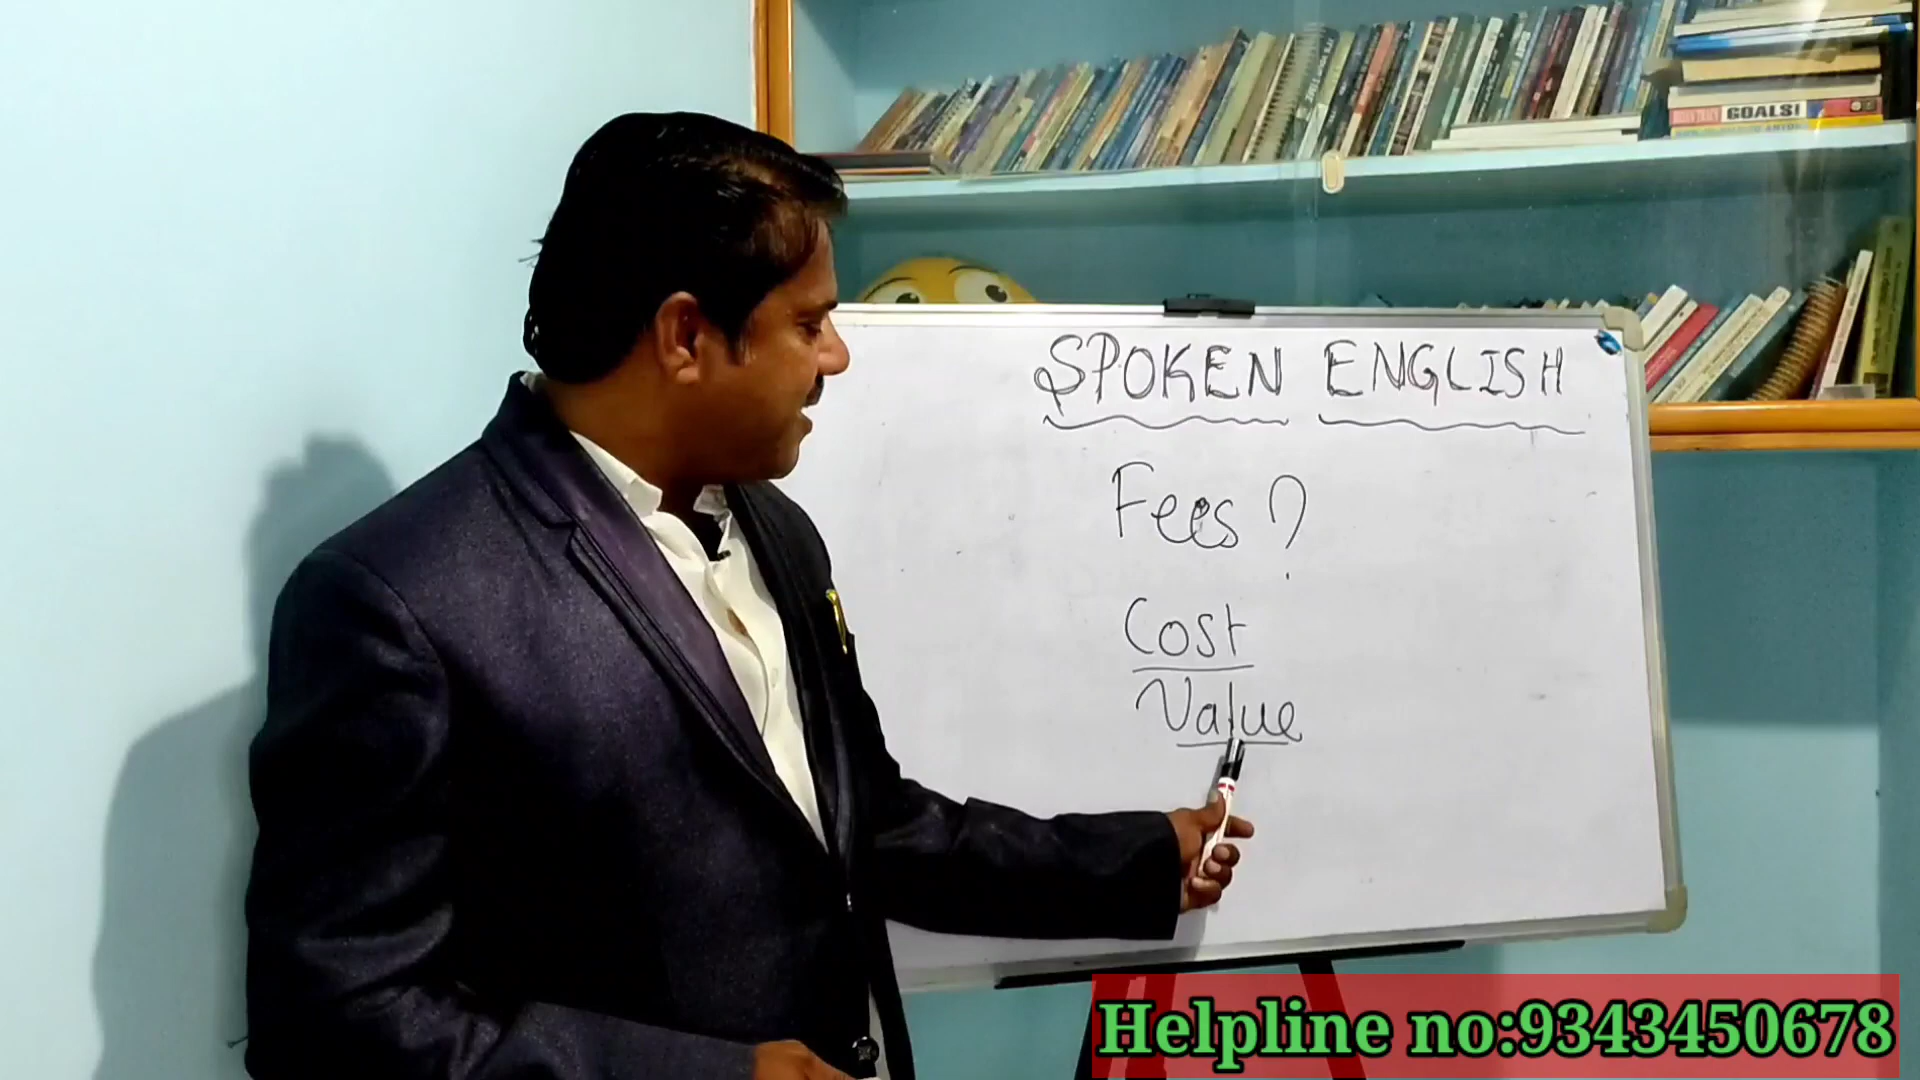 GOALS!
SPOKEN ENGLISH
Fees ?
Cost
Value
Helpline no:9343450678